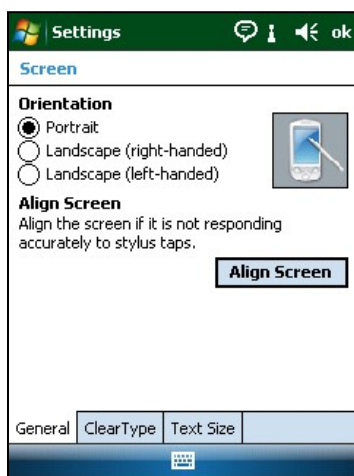 Settings
ok
Screen
Orientation
Portrait
Landscape (right-handed)
Landscape (left-handed)
Align Screen
Align the screen if it is not responding
accurately to stylus taps.
Align Screen
General ClearType Text Size